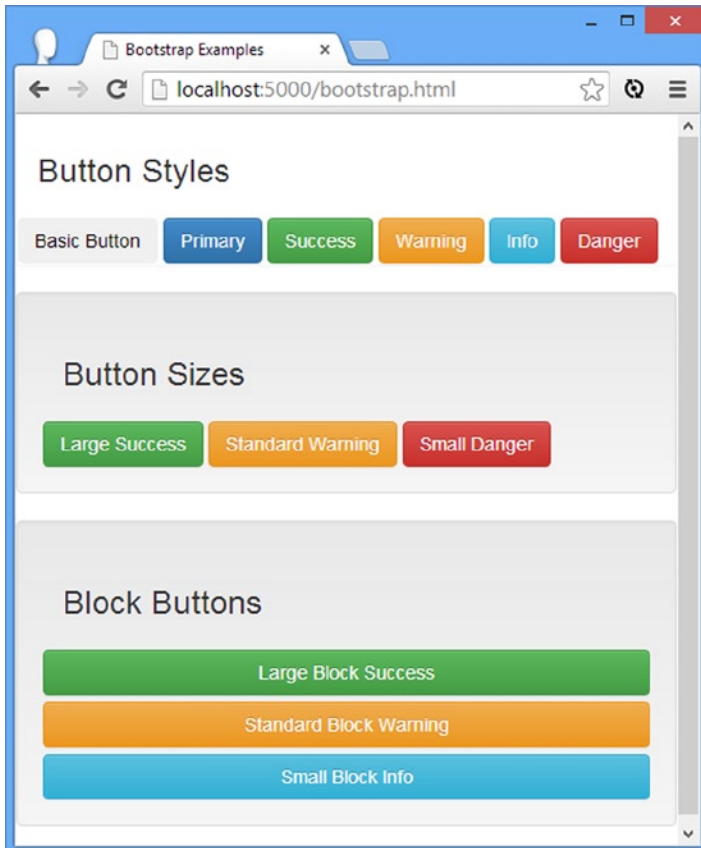 Bootstrap Examples
localhost:5000/bootstrap.html
Button Styles
Basic Button Primary Success Warning Info Danger
Button Sizes
Large Success Standard Warning Small Danger
Block Buttons
Large Block Success
Standard Block Warning
Small Block Info